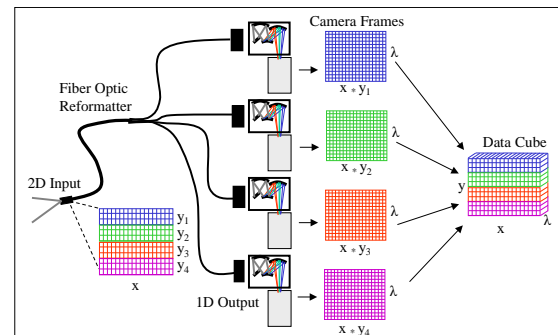 Camera Frames
λ
x * y₁
Fiber Optic
Reformatter
λ
x * y₂
Data Cube
y
λ
x
2D Input
y₁
y₂
y₃
y₄
x
λ
x * y₃
1D Output
λ
x * y₄